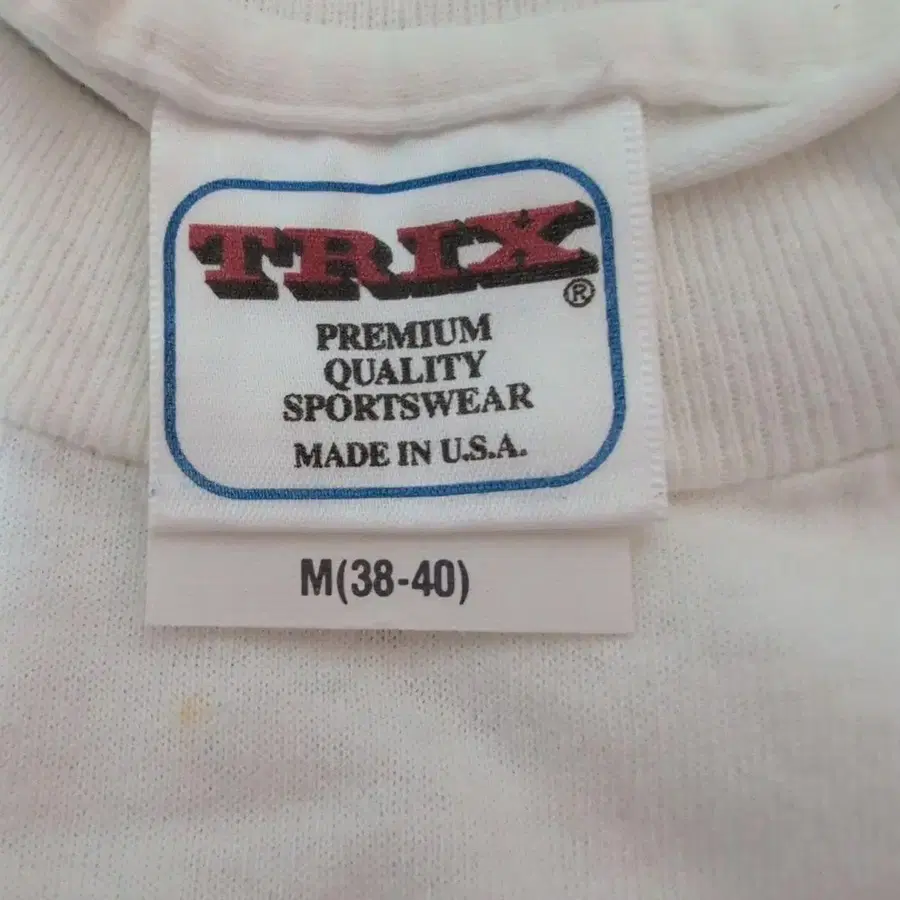 TRIX
®
PREMIUM
QUALITY
SPORTSWEAR
MADE IN U.S.A.
M(38-40)